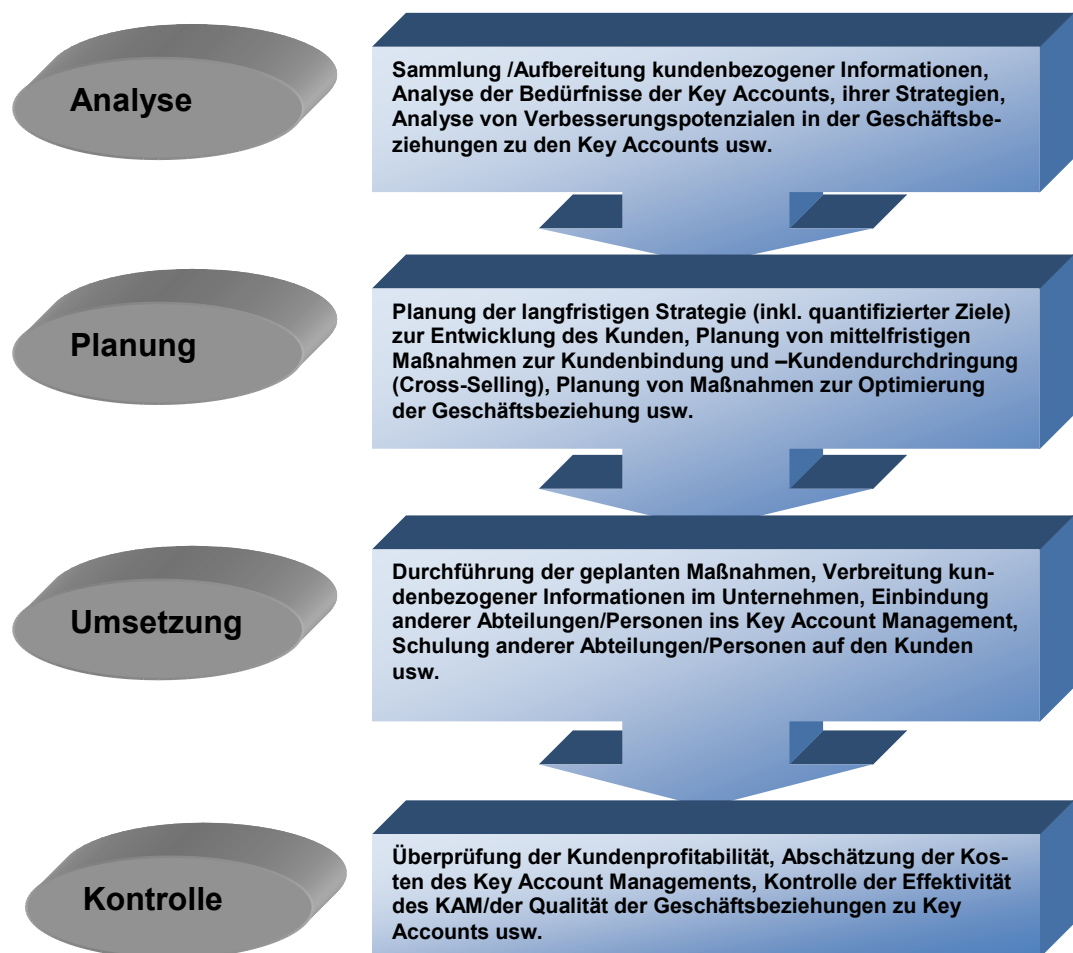 Analyse
Sammlung /Aufbereitung kundenbezogener Informationen,
Analyse der Bedürfnisse der Key Accounts, ihrer Strategien,
Analyse von Verbesserungspotenzialen in der Geschäftsbe-
ziehungen zu den Key Accounts usw.
Planung
Planung der langfristigen Strategie (inkl. quantifizierter Ziele)
zur Entwicklung des Kunden, Planung von mittelfristigen
Maßnahmen zur Kundenbindung und –Kundendurchdringung
(Cross-Selling), Planung von Maßnahmen zur Optimierung
der Geschäftsbeziehung usw.
Umsetzung
Durchführung der geplanten Maßnahmen, Verbreitung kun-
denbezogener Informationen im Unternehmen, Einbindung
anderer Abteilungen/Personen ins Key Account Management,
Schulung anderer Abteilungen/Personen auf den Kunden
usw.
Kontrolle
Überprüfung der Kundenprofitabilität, Abschätzung der Kos-
ten des Key Account Managements, Kontrolle der Effektivität
des KAM/der Qualität der Geschäftsbeziehungen zu Key
Accounts usw.